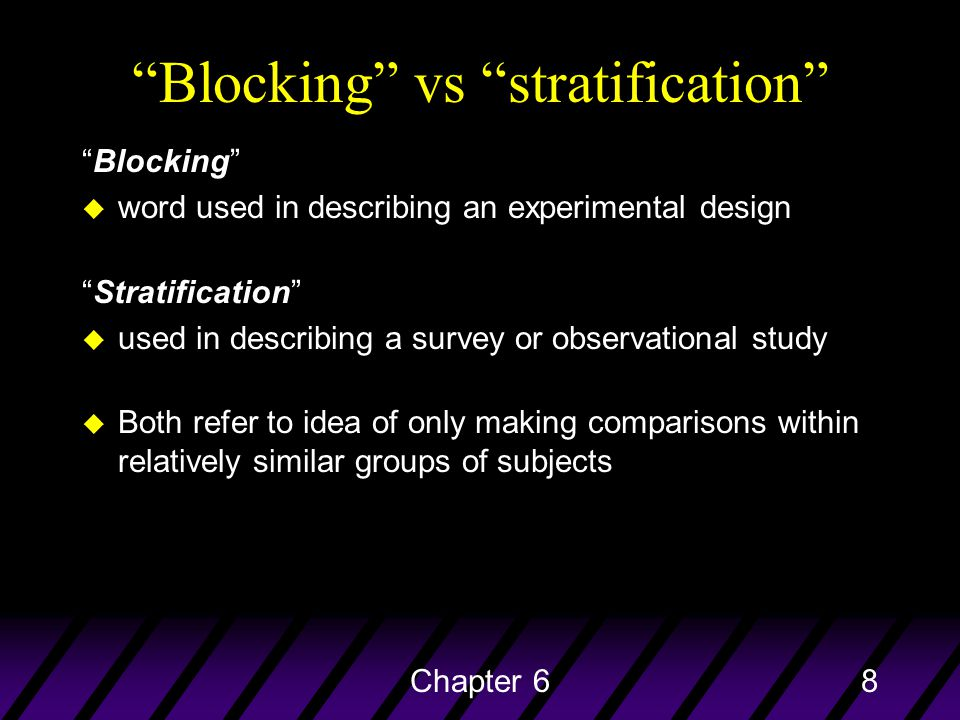 “Blocking” vs “stratification”
“Blocking”
word used in describing an experimental design
“Stratification”
used in describing a survey or observational study
Both refer to idea of only making comparisons within
relatively similar groups of subjects
Chapter 6
8